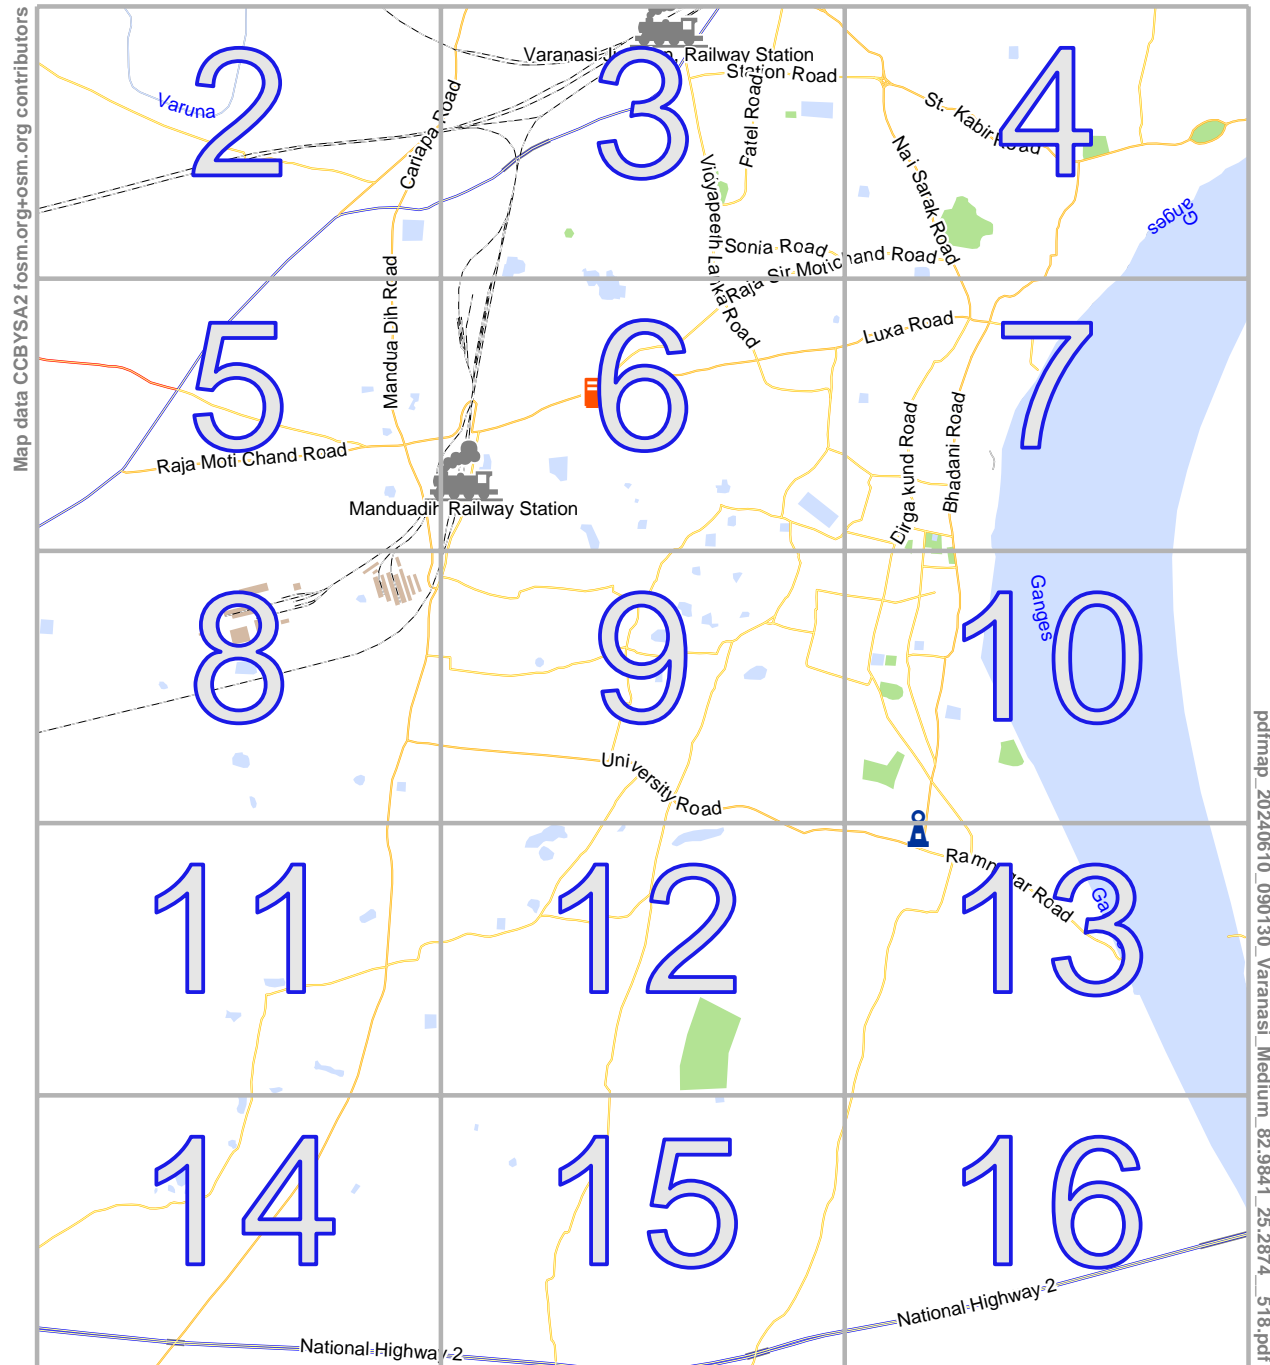 Map data CCBYSA2 fosm.org+osm.org contributors
Varanasi Railway Station
Station Road
2
3
4
Varuna
Cariapa Road
Patel Road
St. Kabir Road
Nai Sarak Road
Vidyapeeth Lanka Road
Ganges
Sonia Road
Raja Sir Motichand Road
Mandua Dih Road
Luxa Road
5
6
7
Raja Moti Chand Road
Dirga kund Road
Bhadani Road
Manduadih Railway Station
Ganges
8
9
10
University Road
Ramnagar Road
11
12
13
Ga
14
15
16
National Highway 2
National Highway 2
pdfmap_20240610_090130_Varanasi_Medium_82.9841_25.2874__518.pdf